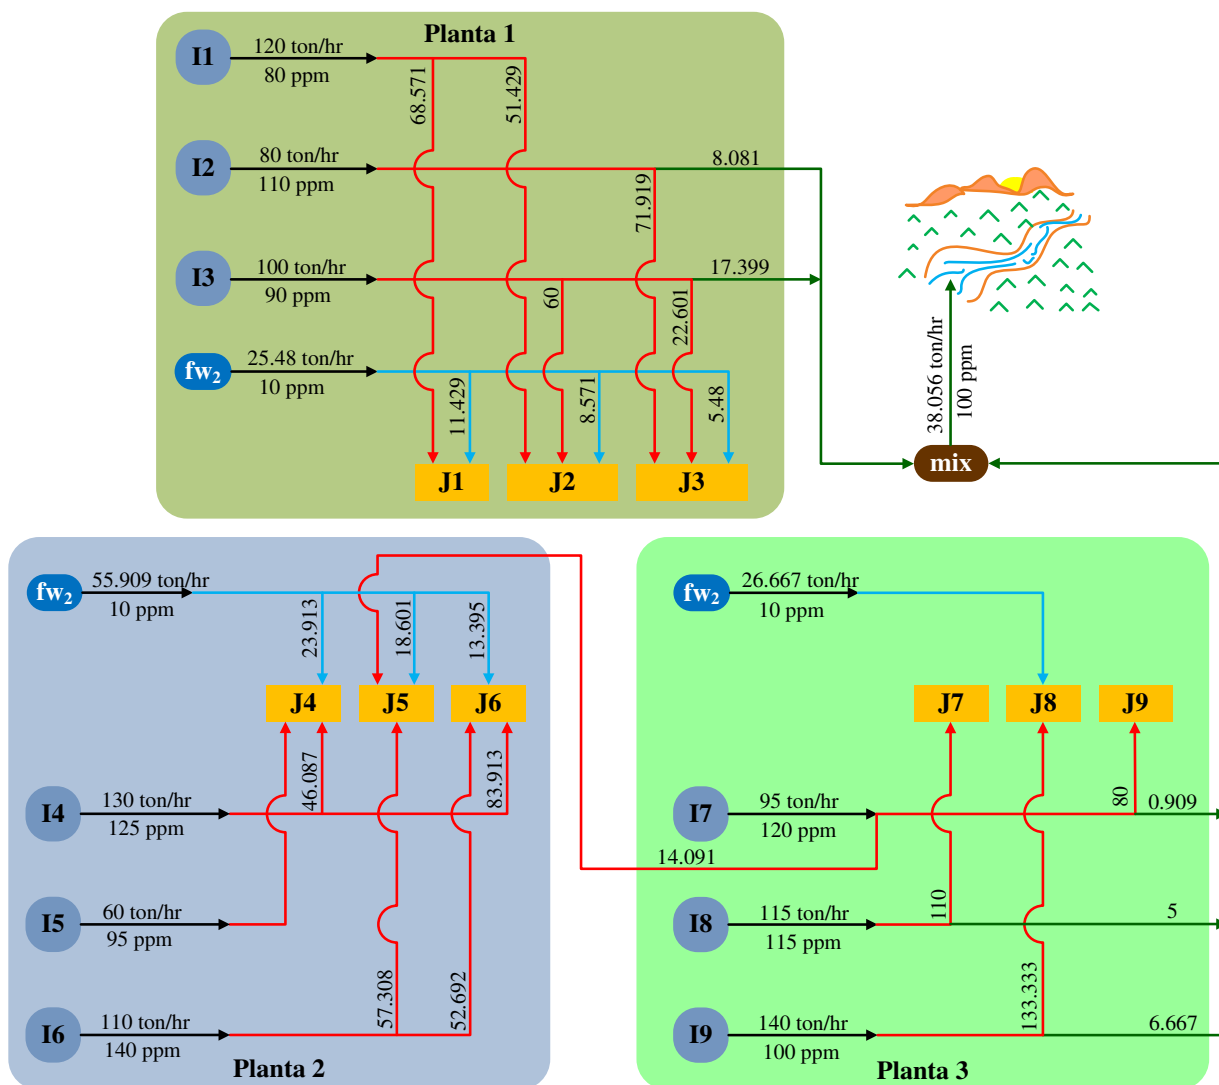 Planta 1
I1
120 ton/hr
80 ppm
68.571
51.429
I2
80 ton/hr
110 ppm
8.081
71.919
I3
100 ton/hr
90 ppm
17.399
60
22.601
fw2
25.48 ton/hr
10 ppm
11.429
8.571
5.48
J1
J2
J3
38.056 ton/hr
100 ppm
mix
fw2
55.909 ton/hr
10 ppm
23.913
18.601
13.395
J4
J5
J6
46.087
83.913
I4
130 ton/hr
125 ppm
I5
60 ton/hr
95 ppm
57.308
52.692
I6
110 ton/hr
140 ppm
Planta 2
14.091
fw2
26.667 ton/hr
10 ppm
J7
J8
J9
I7
95 ton/hr
120 ppm
80
0.909
I8
115 ton/hr
115 ppm
110
5
I9
140 ton/hr
100 ppm
133.333
6.667
Planta 3